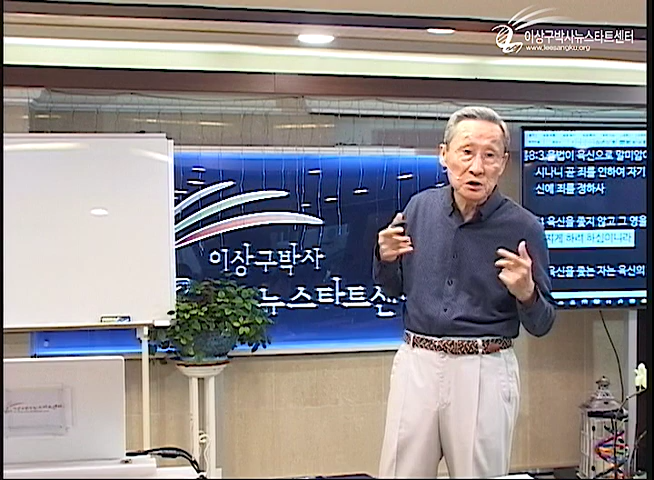 이상구박사뉴스타트센터
www.leesangku.org
8:3 율법이 육신으로 말미암아
시나니 곧 죄를 인하여 자기
신에 죄를 정하사
4 육신을 좇지 않고 그 영을
지게 하려 하심이니라
육신을 좇는 자는 육신의
이상구박사
뉴스타트센